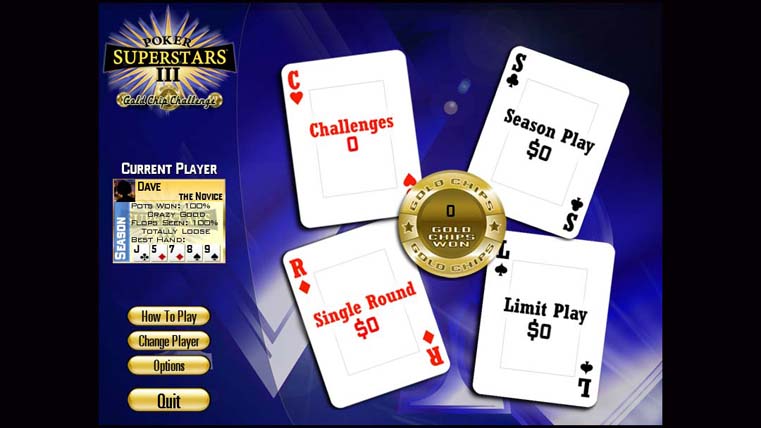 POKER
SUPERSTARS
III
Gold Chip Challenge
CURRENT PLAYER
DAVE
THE NOVICE
POTS WON: 100%
CRAZY GOOD
FLOPS SEEN: 100%
TOTALLY LOOSE
BEST HAND:
J 5 7 8 9
SEASON
How To Play
Change Player
Options
Quit
C
Challenges
0
S
Season Play
$0
S
GOLD CHIPS
0
GOLD
CHIPS
WON
GOLD CHIPS
R
Single Round
$0
R
L
Limit Play
$0
L